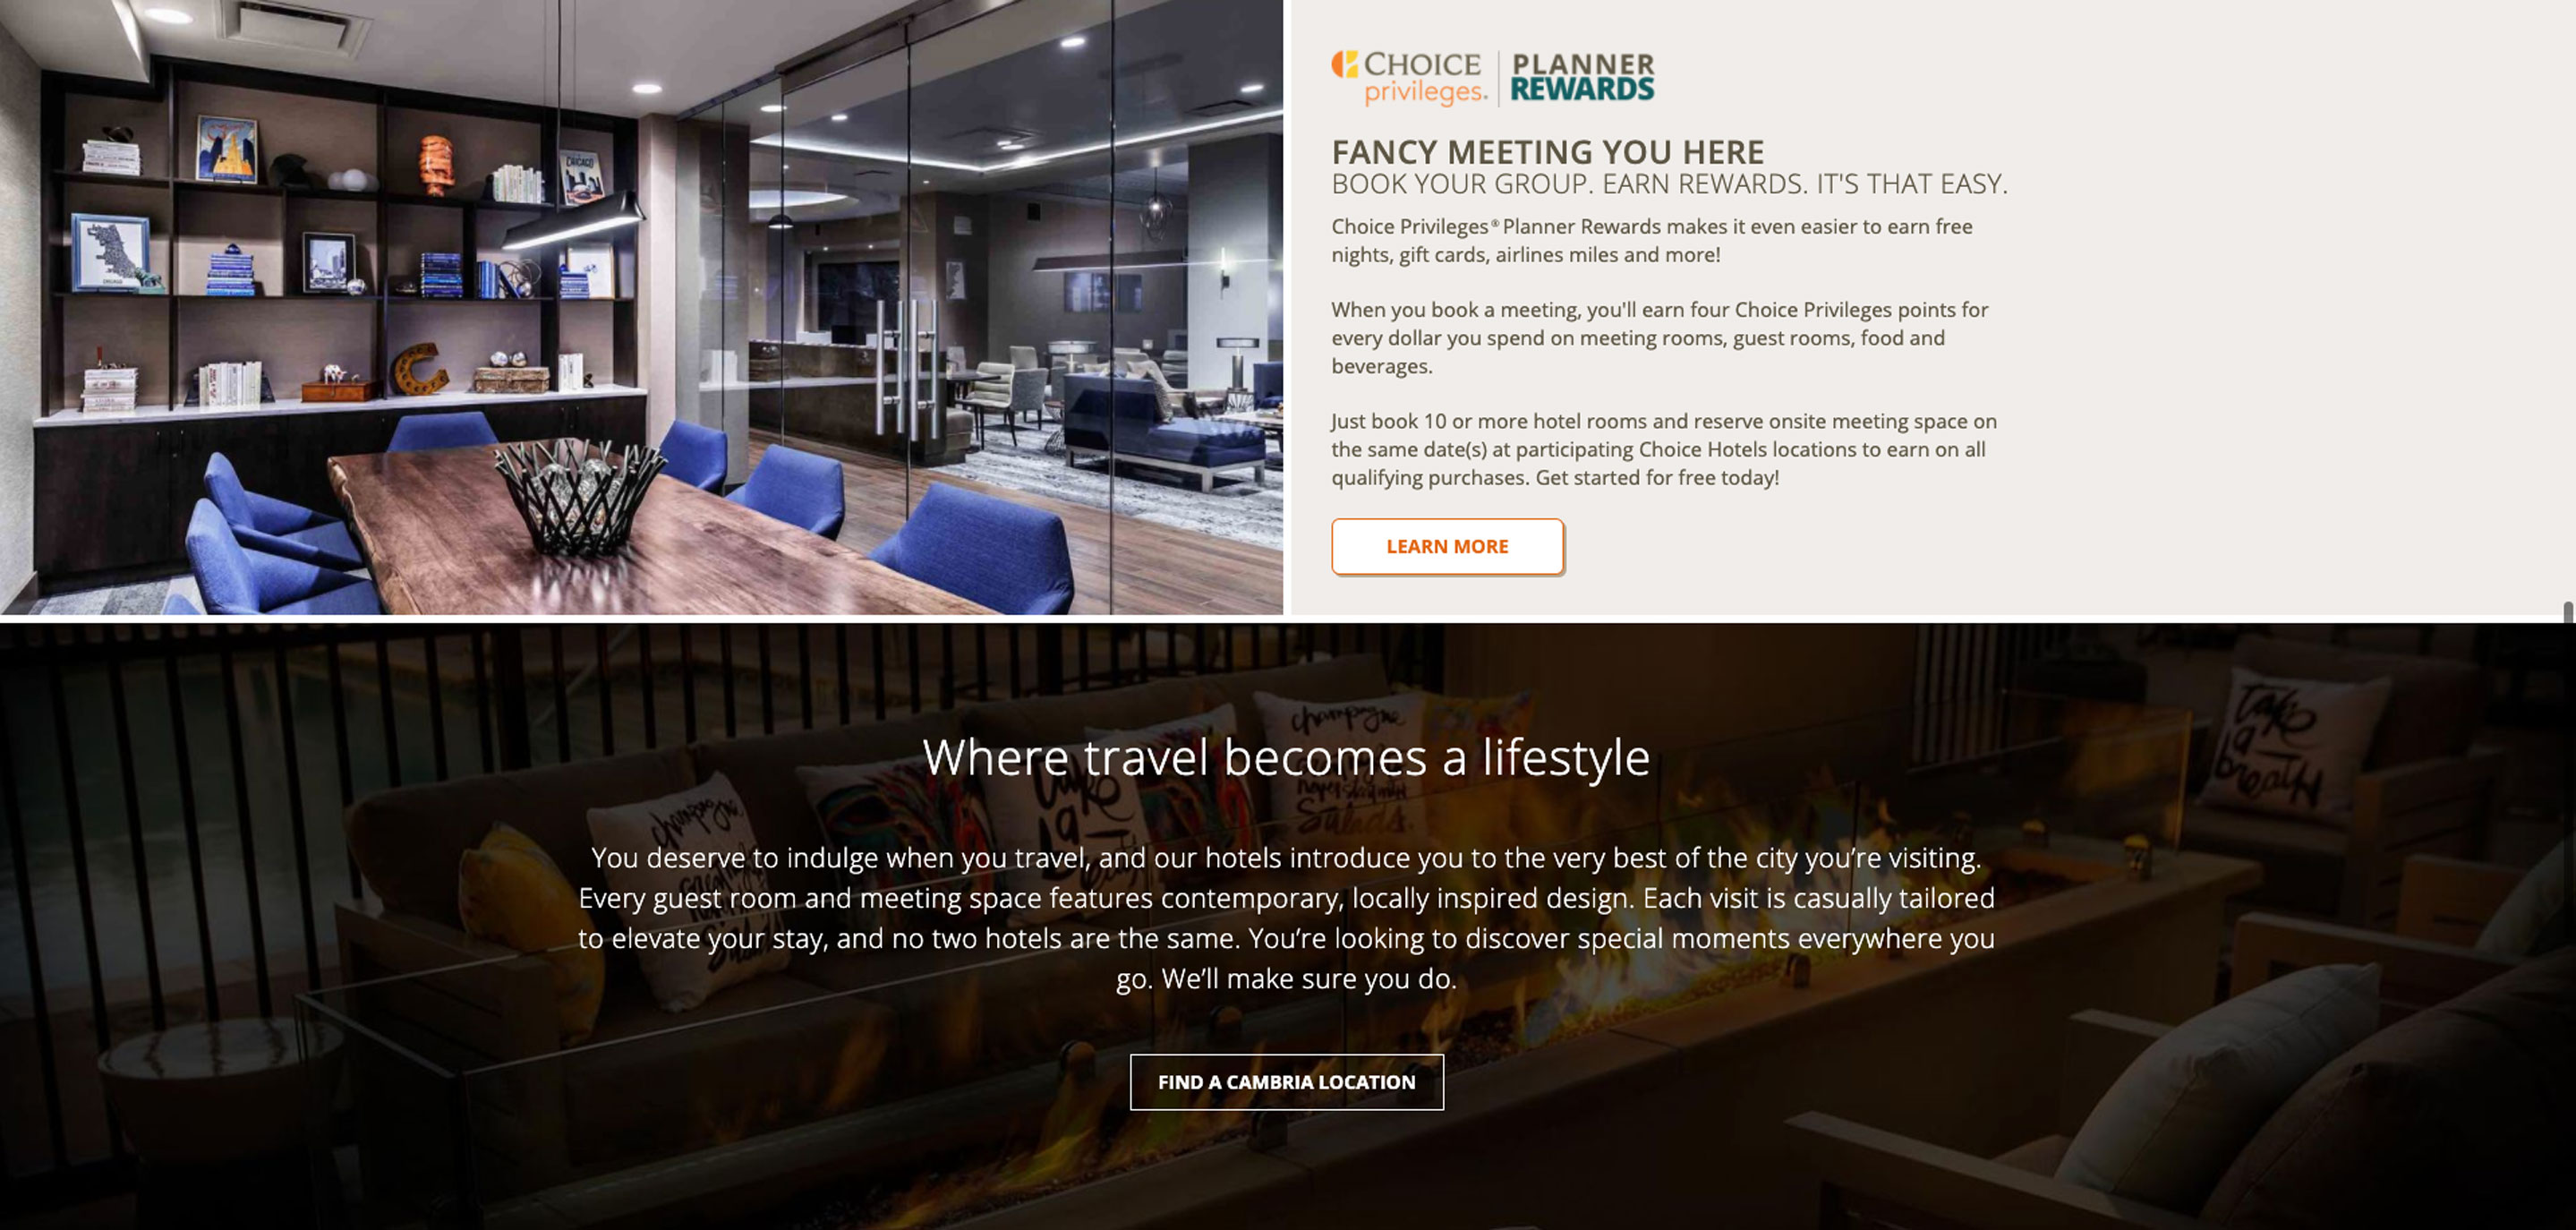 CHOICE
privileges.
PLANNER
REWARDS
CHICAGO
FANCY MEETING YOU HERE
BOOK YOUR GROUP. EARN REWARDS. IT'S THAT EASY.
Choice Privileges® Planner Rewards makes it even easier to earn free
nights, gift cards, airlines miles and more!
When you book a meeting, you'll earn four Choice Privileges points for
every dollar you spend on meeting rooms, guest rooms, food and
beverages.
Just book 10 or more hotel rooms and reserve onsite meeting space on
the same date(s) at participating Choice Hotels locations to earn on all
qualifying purchases. Get started for free today!
LEARN MORE
Where travel becomes a lifestyle
You deserve to indulge when you travel, and our hotels introduce you to the very best of the city you’re visiting.
Every guest room and meeting space features contemporary, locally inspired design. Each visit is casually tailored
to elevate your stay, and no two hotels are the same. You’re looking to discover special moments everywhere you
go. We’ll make sure you do.
FIND A CAMBRIA LOCATION
champagne
champagne
Salads.
take
a
take
a
breath